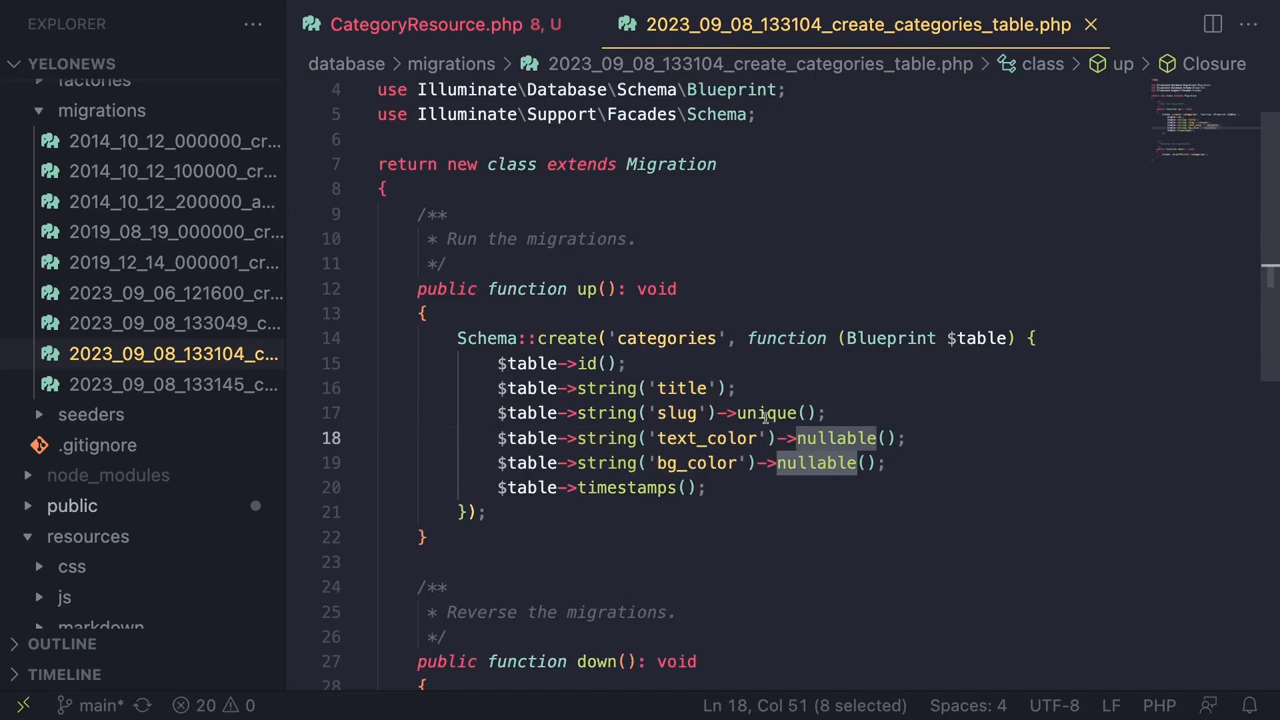 EXPLORER
YELONEWS
factories
migrations
2014_10_12_000000_cr...
2014_10_12_100000_cr...
2014_10_12_200000_a...
2019_08_19_000000_cr...
2019_12_14_000001_cr...
2023_09_06_121600_cr...
2023_09_08_133049_c...
2023_09_08_133104_c...
2023_09_08_133145_c...
seeders
.gitignore
node_modules
public
resources
css
js
markdown
OUTLINE
TIMELINE
CategoryResource.php 8, U
2023_09_08_133104_create_categories_table.php
database > migrations > 2023_09_08_133104_create_categories_table.php > class > up > Closure
4 use Illuminate\Database\Schema\Blueprint;
5 use Illuminate\Support\Facades\Schema;
6
7 return new class extends Migration
8 {
9 /**
10 * Run the migrations.
11 */
12 public function up(): void
13 {
14 Schema::create('categories', function (Blueprint $table) {
15 $table->id();
16 $table->string('title');
17 $table->string('slug')->unique();
18 $table->string('text_color')->nullable();
19 $table->string('bg_color')->nullable();
20 $table->timestamps();
21 });
22 }
23
24 /**
25 * Reverse the migrations.
26 */
27 public function down(): void
28 {
main* 20 0 Ln 18, Col 51 (8 selected) Spaces: 4 UTF-8 LF PHP